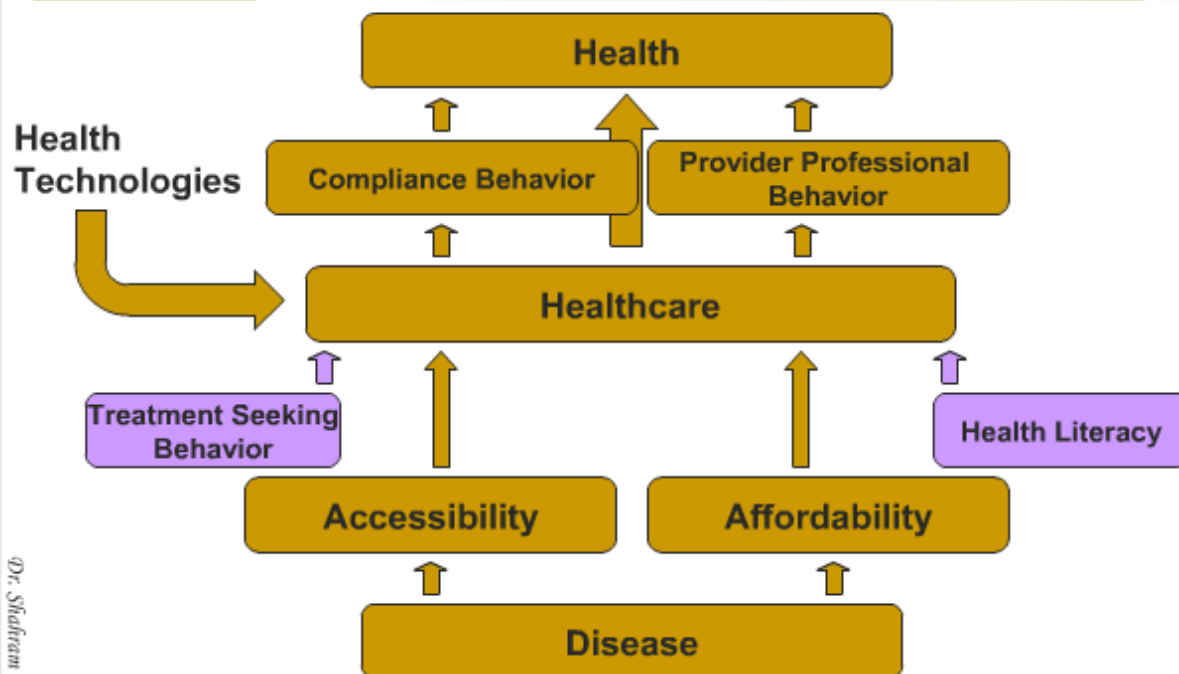 Health
Health
Technologies
Compliance Behavior
Provider Professional
Behavior
Healthcare
Treatment Seeking
Behavior
Health Literacy
Accessibility
Affordability
Disease
Dr. Shahram